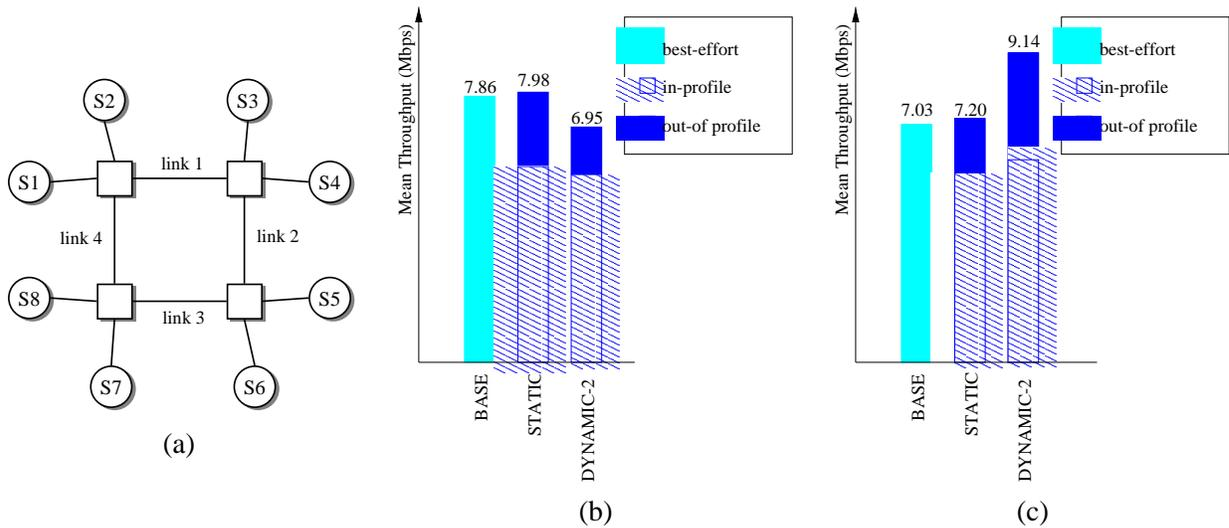 S2
S3
link 1
S1
S4
link 4
link 2
S8
S5
link 3
S7
S6
(a)
Mean Throughput (Mbps)
7.86
7.98
6.95
best-effort
in-profile
out-of profile
BASE
STATIC
DYNAMIC-2
(b)
Mean Throughput (Mbps)
7.03
7.20
9.14
best-effort
in-profile
out-of profile
BASE
STATIC
DYNAMIC-2
(c)